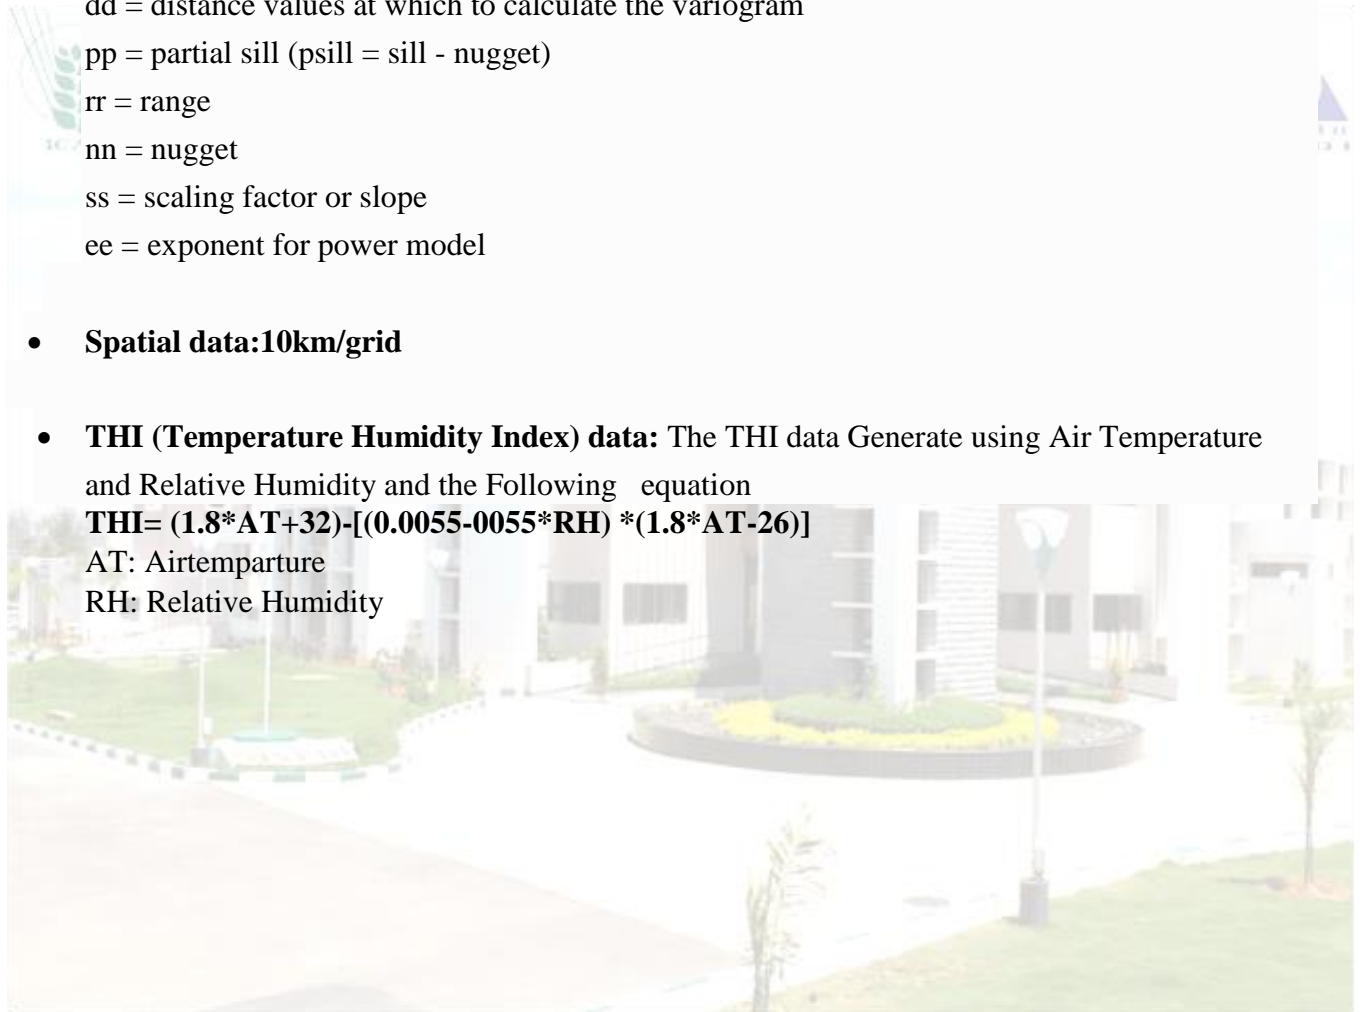 dd = distance values at which to calculate the variogram
pp = partial sill (psill = sill - nugget)
rr = range
nn = nugget
ss = scaling factor or slope
ee = exponent for power model
• Spatial data:10km/grid
• THI (Temperature Humidity Index) data: The THI data Generate using Air Temperature
and Relative Humidity and the Following equation
THI= (1.8*AT+32)-[(0.0055-0055*RH) *(1.8*AT-26)]
AT: Airtemparture
RH: Relative Humidity